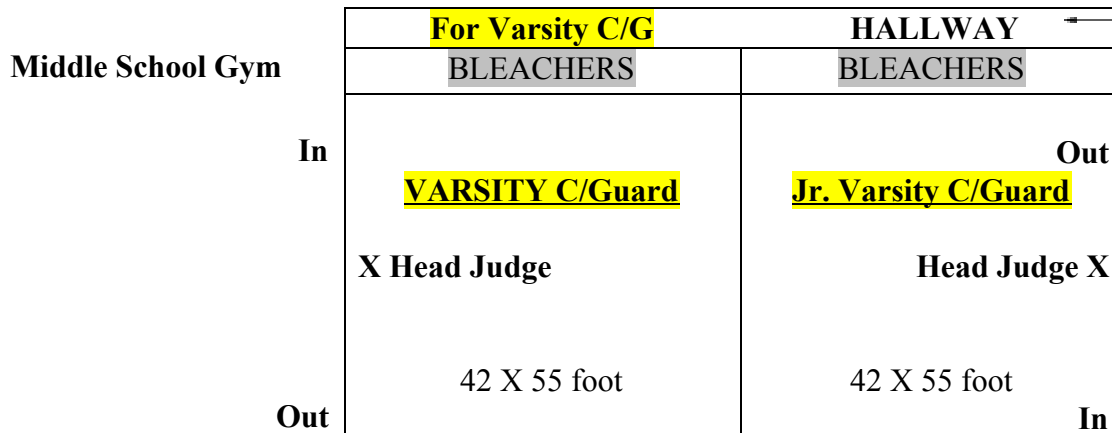 For Varsity C/G HALLWAY
Middle School Gym BLEACHERS BLEACHERS
In Out
VARSITY C/Guard Jr. Varsity C/Guard
X Head Judge Head Judge X
42 X 55 foot 42 X 55 foot
Out In